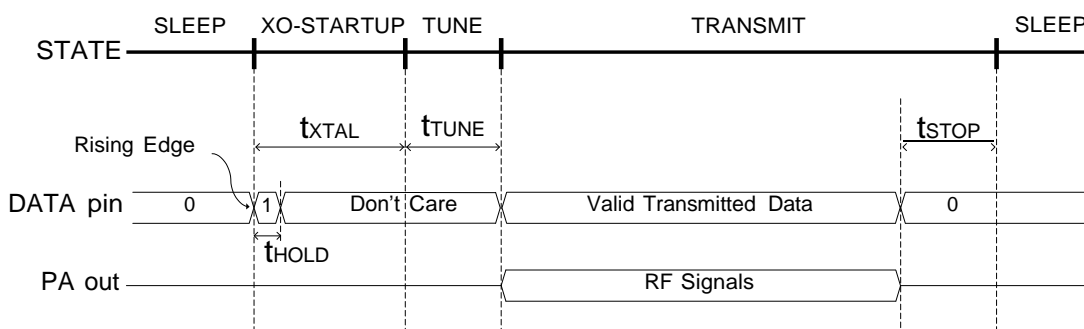 SLEEP XO-STARTUP TUNE TRANSMIT SLEEP
STATE
tXTAL tTUNE tSTOP
Rising Edge
DATA pin 0 1 Don't Care Valid Transmitted Data 0
tHOLD
PA out RF Signals